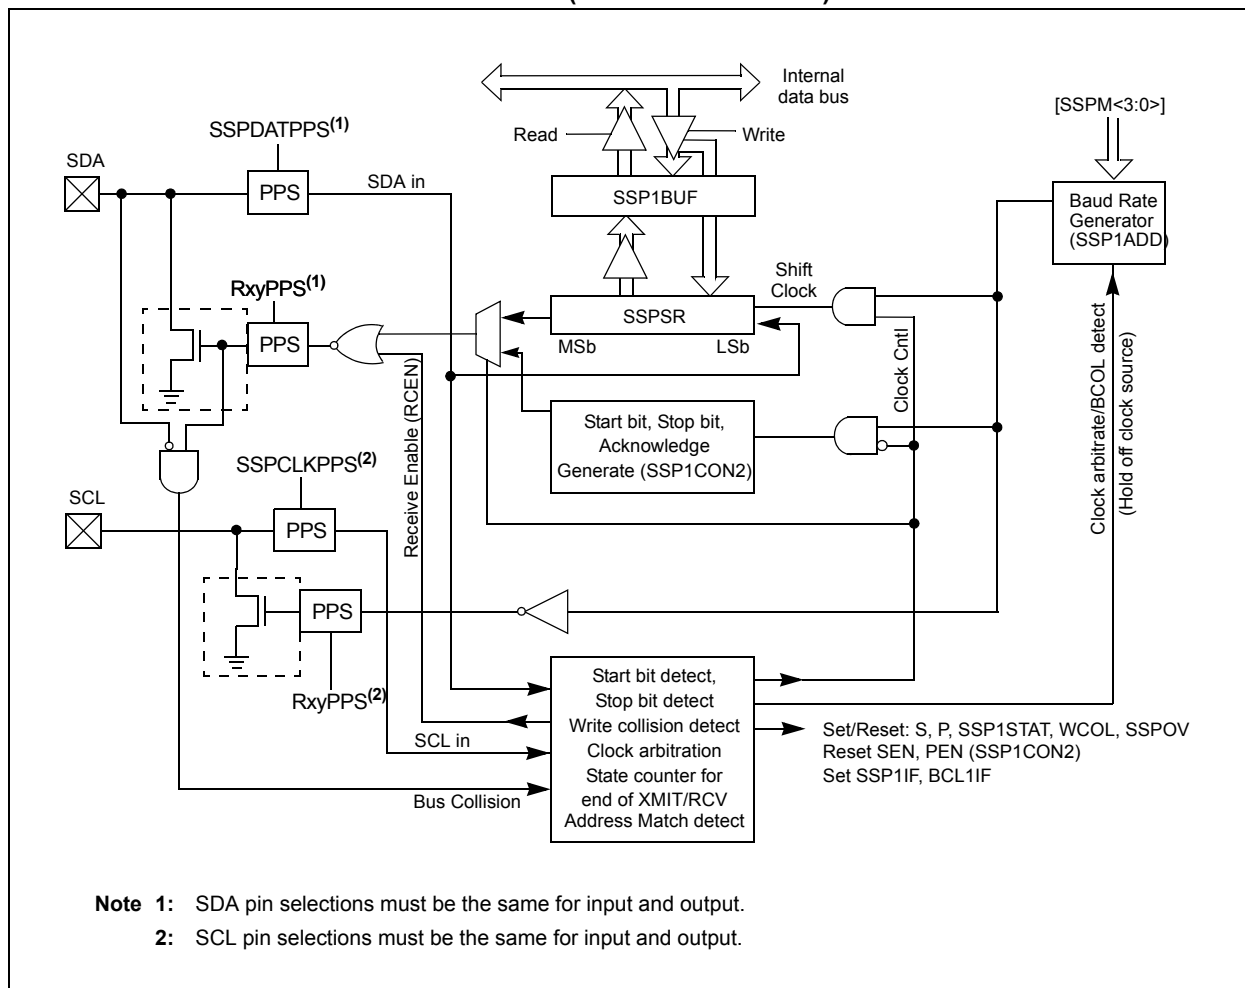 Internal
data bus
[SSPM<3:0>]
Read
Write
SSPDATPPS(1)
SDA
PPS
SDA in
SSP1BUF
Baud Rate
Generator
(SSP1ADD)
RxyPPS(1)
Shift
Clock
PPS
SSPSR
MSb
LSb
Clock Cntl
Receive Enable (RCEN)
Clock arbitrate/BCOL detect
(Hold off clock source)
Start bit, Stop bit,
Acknowledge
Generate (SSP1CON2)
SSPCLKPPS(2)
SCL
PPS
PPS
RxyPPS(2)
SCL in
Bus Collision
Start bit detect,
Stop bit detect
Write collision detect
Clock arbitration
State counter for
end of XMIT/RCV
Address Match detect
Set/Reset: S, P, SSP1STAT, WCOL, SSPOV
Reset SEN, PEN (SSP1CON2)
Set SSP1IF, BCL1IF
Note 1: SDA pin selections must be the same for input and output.
2: SCL pin selections must be the same for input and output.